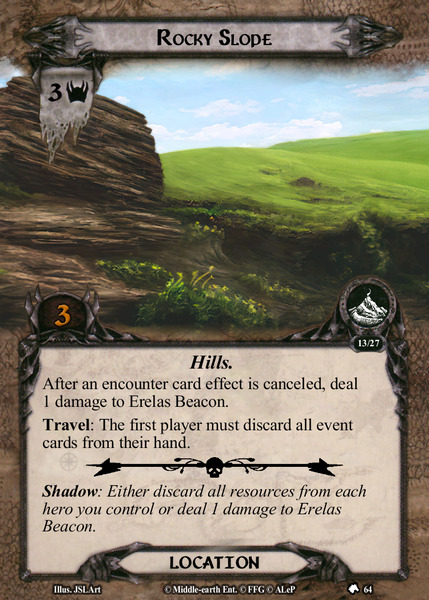 Rocky Slope
3
3
13/27
Hills.
After an encounter card effect is canceled, deal
1 damage to Erelas Beacon.
Travel: The first player must discard all event
cards from their hand.
Shadow: Either discard all resources from each
hero you control or deal 1 damage to Erelas
Beacon.
LOCATION
Illus. JSLArt
© Middle-earth Ent. © FFG © ALeP
64